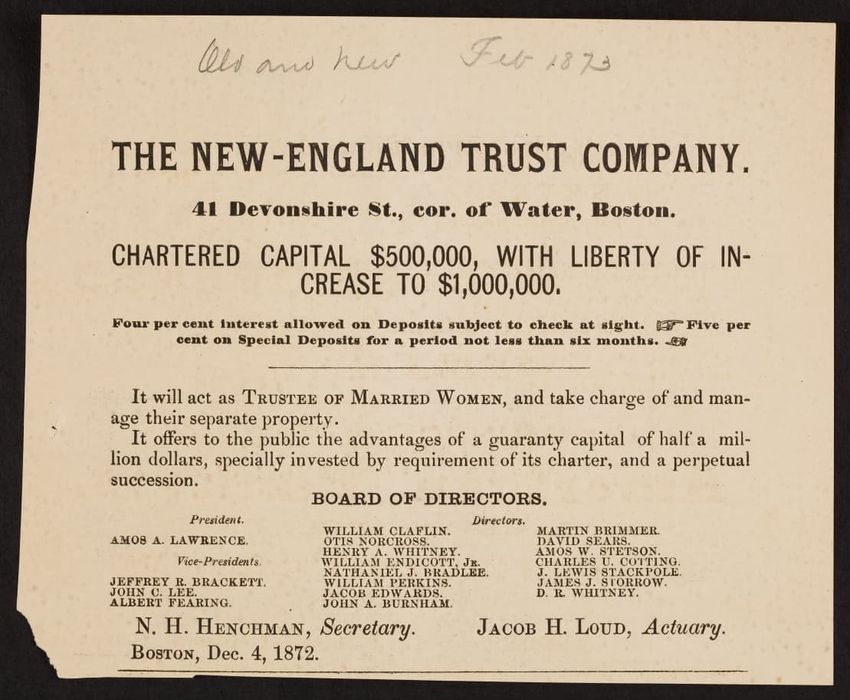 Old and New Feb 1873
THE NEW-ENGLAND TRUST COMPANY.
41 Devonshire St., cor. of Water, Boston.
CHARTERED CAPITAL $500,000, WITH LIBERTY OF IN-
CREASE TO $1,000,000.
Four per cent interest allowed on Deposits subject to check at sight. ☞ Five per
cent on Special Deposits for a period not less than six months. ☜
It will act as TRUSTEE OF MARRIED WOMEN, and take charge of and man-
age their separate property.
It offers to the public the advantages of a guaranty capital of half a mil-
lion dollars, specially invested by requirement of its charter, and a perpetual
succession.
BOARD OF DIRECTORS.
President.
AMOS A. LAWRENCE.
Vice-Presidents.
JEFFREY R. BRACKETT.
JOHN C. LEE.
ALBERT FEARING.
Directors.
WILLIAM CLAFLIN.
OTIS NORCROSS.
HENRY A. WHITNEY.
WILLIAM ENDICOTT, JR.
NATHANIEL J. BRADLEE.
WILLIAM PERKINS.
JACOB EDWARDS.
JOHN A. BURNHAM.
MARTIN BRIMMER.
DAVID SEARS.
AMOS W. STETSON.
CHARLES U. COTTING.
J. LEWIS STACKPOLE.
JAMES J. STORROW.
D. R. WHITNEY.
N. H. HENCHMAN, Secretary. JACOB H. LOUD, Actuary.
BOSTON, Dec. 4, 1872.